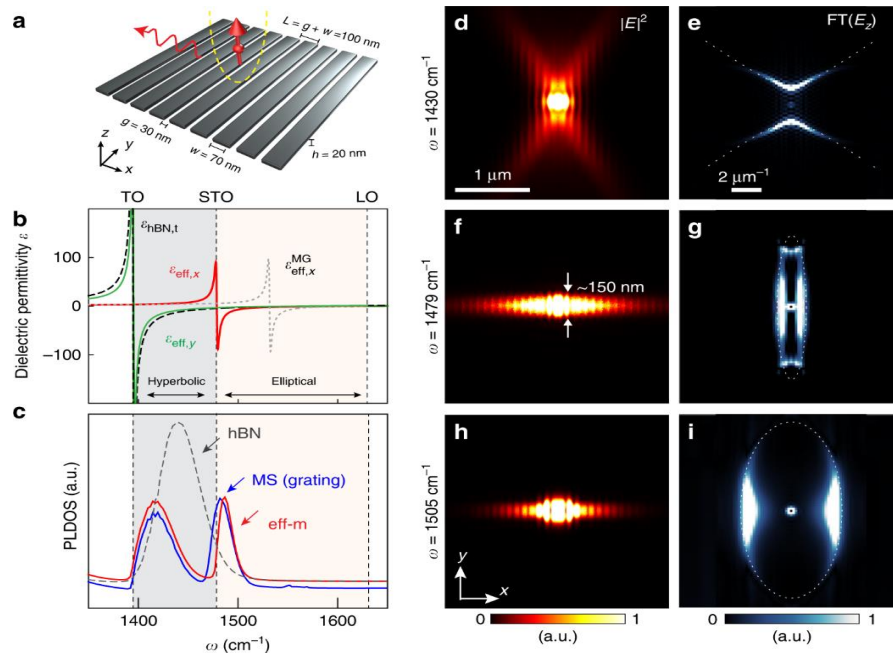 a
L = g + w = 100 nm
g = 30 nm
w = 70 nm
h = 20 nm
z
y
x
TO
STO
LO
b
Dielectric permittivity ε
100
0
−100
ε_hBN,t
ε_eff,x
ε^MG_eff,x
ε_eff,y
Hyperbolic
Elliptical
c
PLDOS (a.u.)
hBN
MS (grating)
eff-m
1400
1500
1600
ω (cm⁻¹)
d
|E|²
ω = 1430 cm⁻¹
1 μm
e
FT(E_z)
2 μm⁻¹
f
ω = 1479 cm⁻¹
~150 nm
g
h
ω = 1505 cm⁻¹
y
x
0
1
(a.u.)
i
0
1
(a.u.)